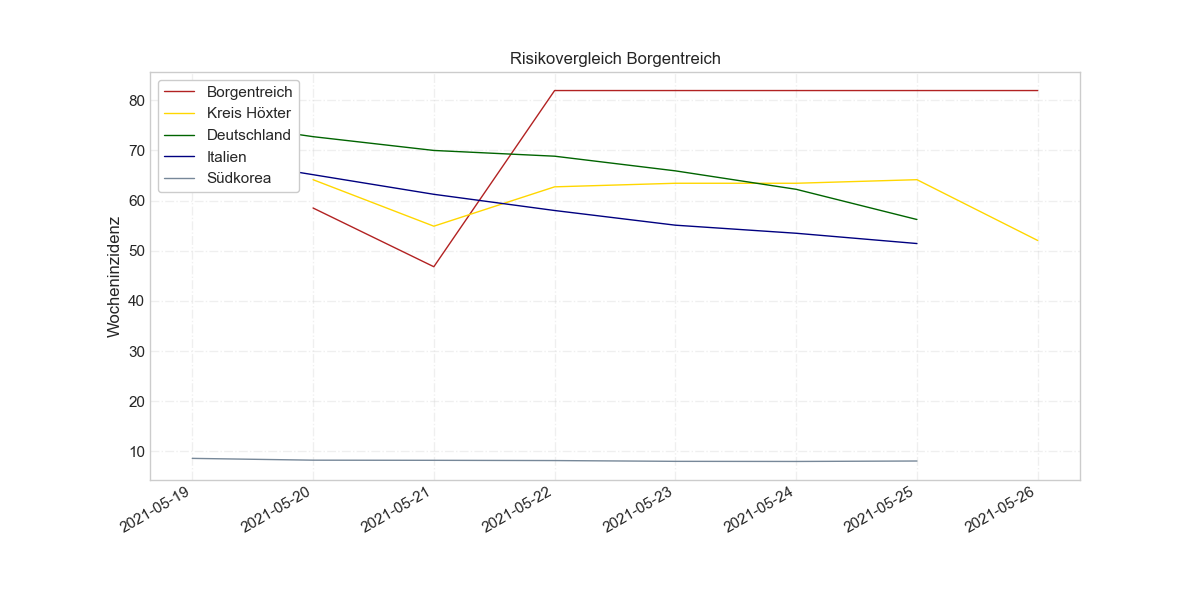 Risikovergleich Borgentreich
Borgentreich
Kreis Höxter
Deutschland
Italien
Südkorea
Wocheninzidenz
80
70
60
50
40
30
20
10
2021-05-19
2021-05-20
2021-05-21
2021-05-22
2021-05-23
2021-05-24
2021-05-25
2021-05-26